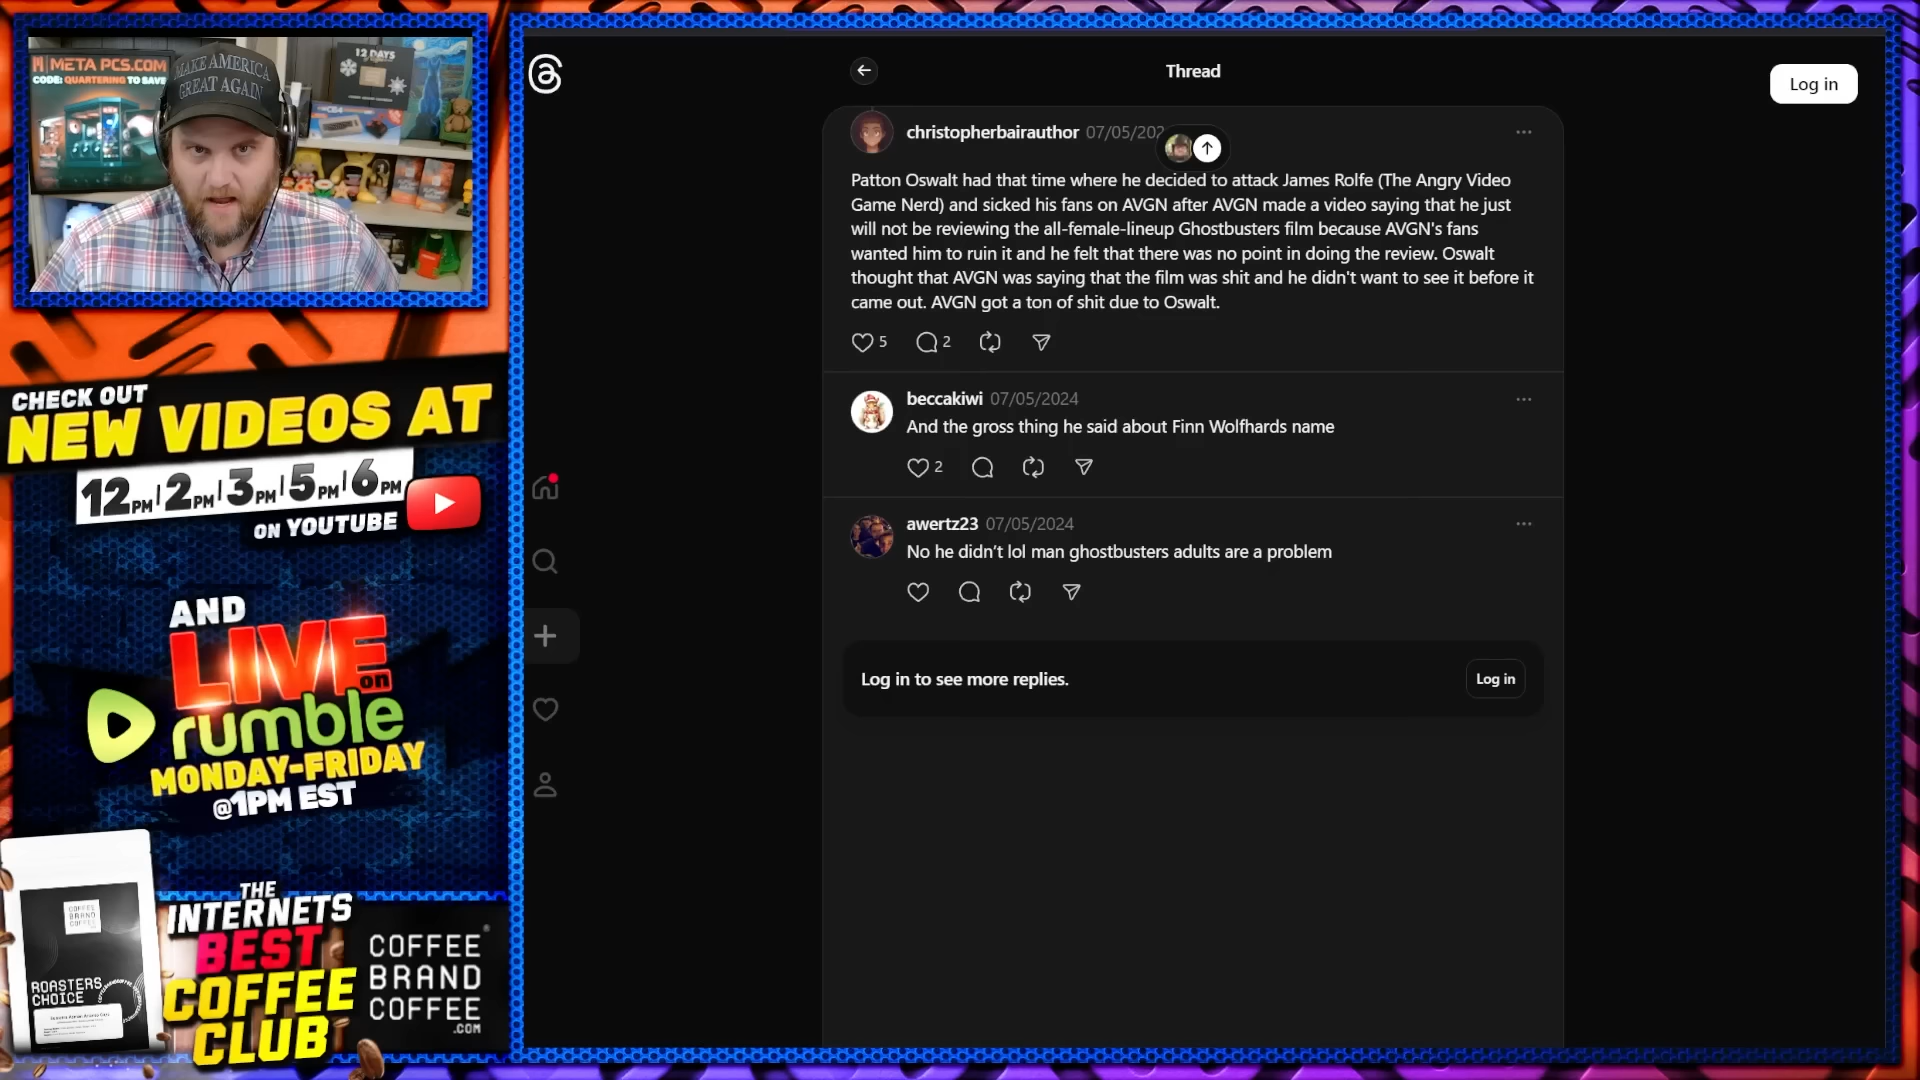 META PCS.COM
CODE: QUARTERING TO SAVE
MAKE AMERICA
GREAT AGAIN
12 DAYS
CHECK OUT
NEW VIDEOS AT
12PM | 2PM | 3PM | 5PM | 6PM
ON YOUTUBE
AND
LIVE
on
rumble
MONDAY-FRIDAY
@1PM EST
COFFEE
BRAND
COFFEE
ROASTERS
CHOICE
THE
INTERNETS
BEST
COFFEE
CLUB
COFFEE
BRAND
COFFEE
.COM
Thread
Log in
christopherbairauthor 07/05/202
Patton Oswalt had that time where he decided to attack James Rolfe (The Angry Video
Game Nerd) and sicked his fans on AVGN after AVGN made a video saying that he just
will not be reviewing the all-female-lineup Ghostbusters film because AVGN's fans
wanted him to ruin it and he felt that there was no point in doing the review. Oswalt
thought that AVGN was saying that the film was shit and he didn't want to see it before it
came out. AVGN got a ton of shit due to Oswalt.
5 2
beccakiwi 07/05/2024
And the gross thing he said about Finn Wolfhards name
2
awertz23 07/05/2024
No he didn't lol man ghostbusters adults are a problem
Log in to see more replies.
Log in